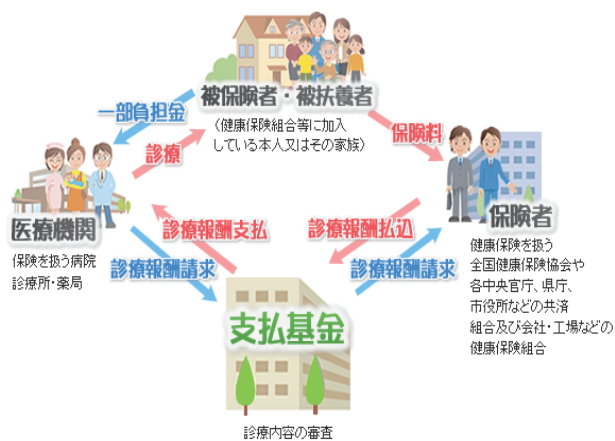 被保険者・被扶養者
(健康保険組合等に加入
している本人又はその家族)
一部負担金
診療
保険料
医療機関
保険を扱う病院
診療所・薬局
保険者
健康保険を扱う
全国健康保険協会や
各中央官庁、県庁、
市役所などの共済
組合及び会社・工場などの
健康保険組合
診療報酬支払
診療報酬請求
診療報酬払込
診療報酬請求
支払基金
診療内容の審査